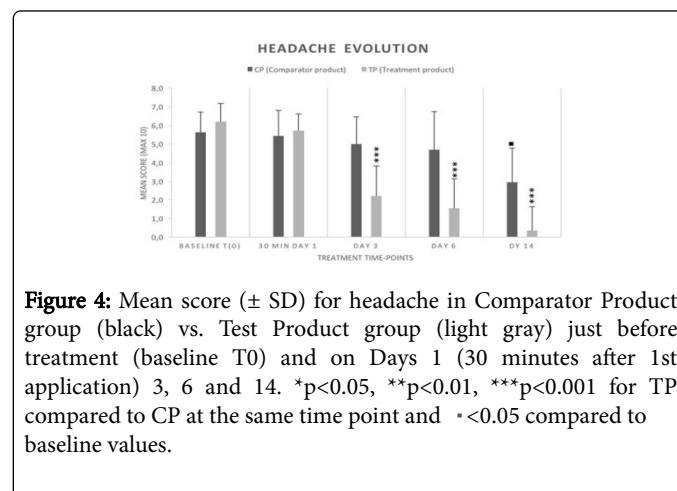 HEADACHE EVOLUTION
■ CP (Comparator product) ■ TP (Treatment product)
MEAN SCORE (MAX 10)
8,0
7,0
6,0
5,0
4,0
3,0
2,0
1,0
0,0
***
***
■
***
BASELINE T(0) 30 MIN DAY 1 DAY 3 DAY 6 DY 14
TREATMENT TIME-POINTS
Figure 4: Mean score (± SD) for headache in Comparator Product
group (black) vs. Test Product group (light gray) just before
treatment (baseline T0) and on Days 1 (30 minutes after 1st
application) 3, 6 and 14. *p<0.05, **p<0.01, ***p<0.001 for TP
compared to CP at the same time point and ▪<0.05 compared to
baseline values.